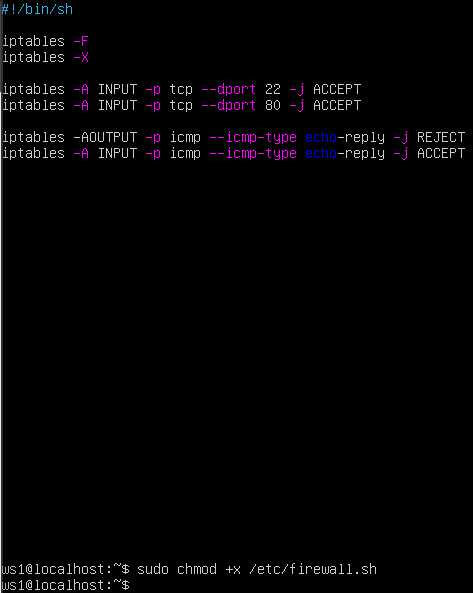 #!/bin/sh
iptables -F
iptables -X
iptables -A INPUT -p tcp --dport 22 -j ACCEPT
iptables -A INPUT -p tcp --dport 80 -j ACCEPT
iptables -AOUTPUT -p icmp --icmp-type echo-reply -j REJECT
iptables -A INPUT -p icmp --icmp-type echo-reply -j ACCEPT
ws1@localhost:~$ sudo chmod +x /etc/firewall.sh
ws1@localhost:~$